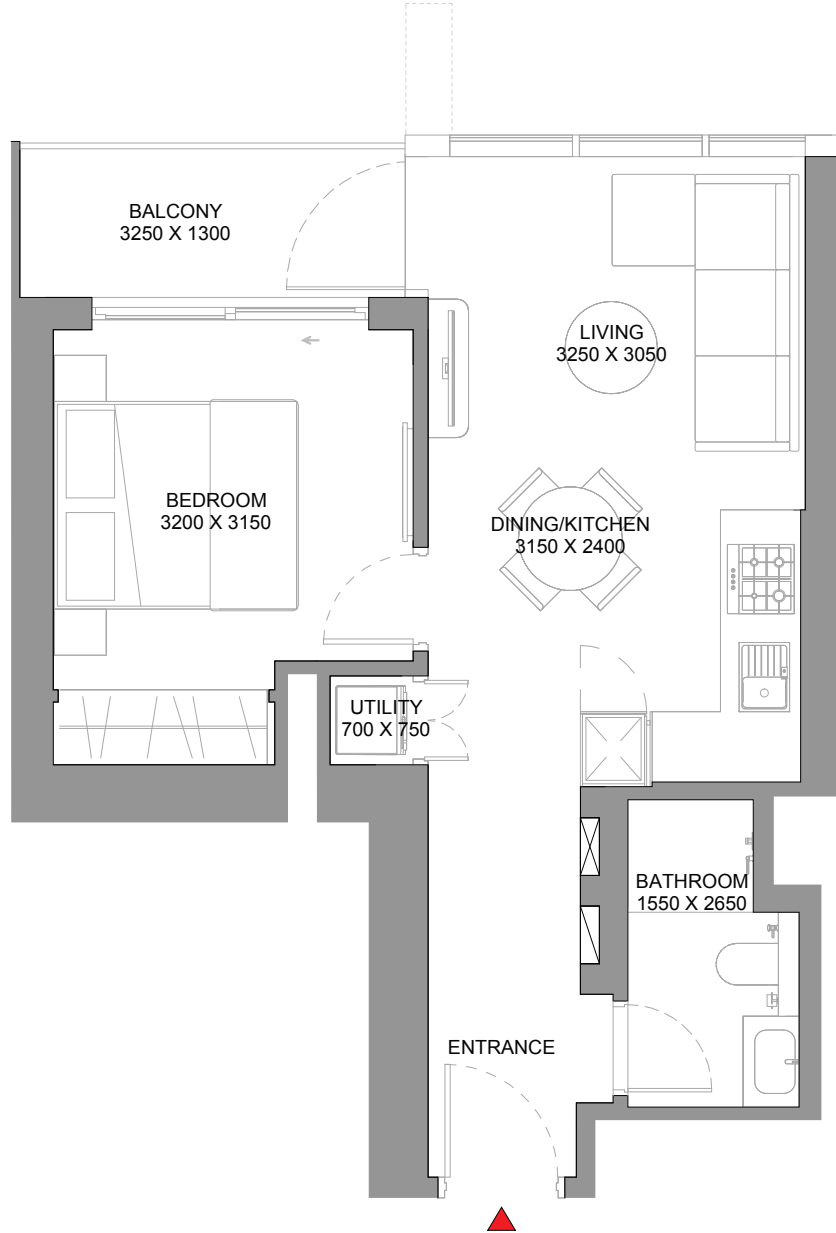 BALCONY
3250 X 1300
LIVING
3250 X 3050
BEDROOM
3200 X 3150
DINING/KITCHEN
3150 X 2400
UTILITY
700 X 750
BATHROOM
1550 X 2650
ENTRANCE